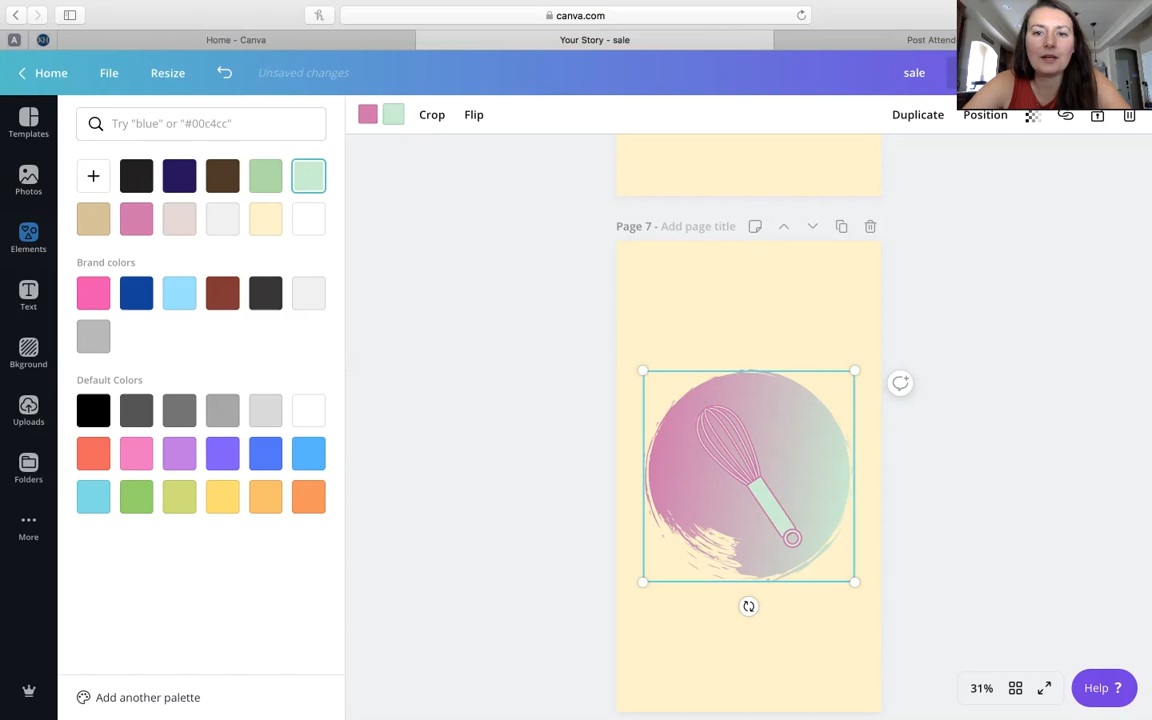 canva.com
A
KH
Home - Canva
Your Story - sale
Post Attend
Home
File
Resize
Unsaved changes
sale
Templates
Photos
Elements
Text
Bkground
Uploads
Folders
More
Try "blue" or "#00c4cc"
Brand colors
Default Colors
Add another palette
Crop
Flip
Duplicate
Position
Page 7 - Add page title
31%
Help ?